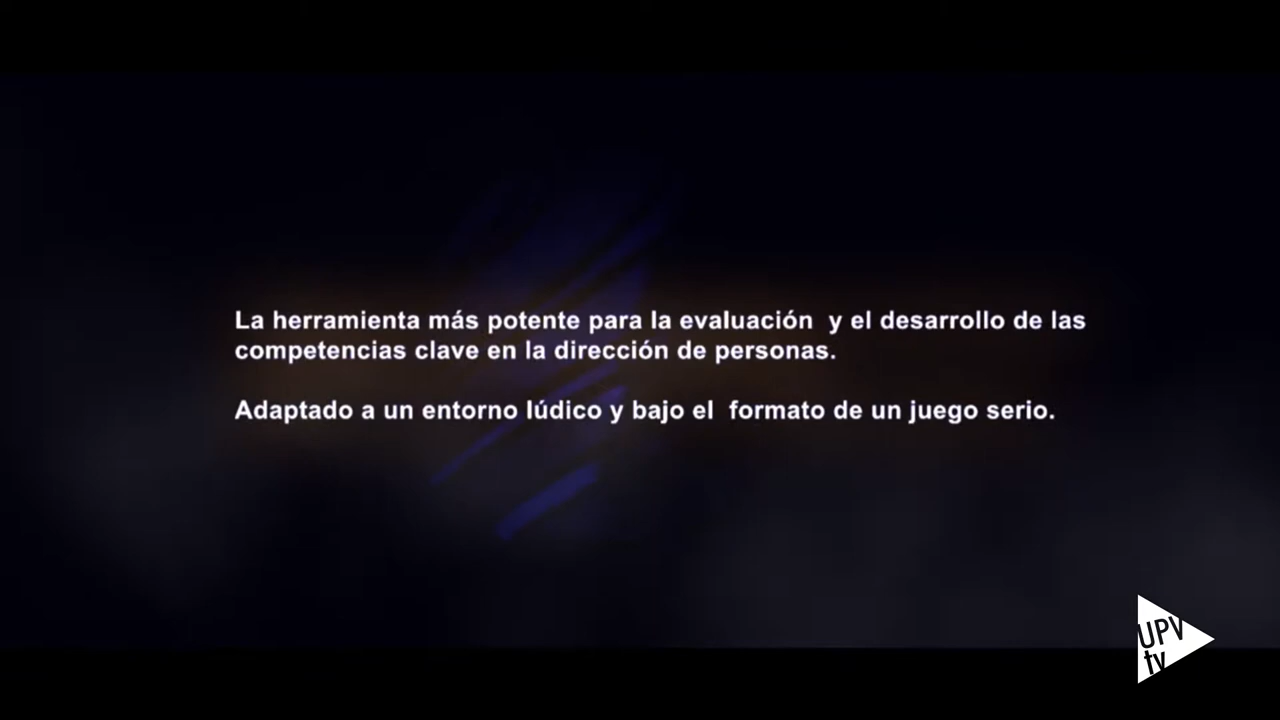 La herramienta más potente para la evaluación  y el desarrollo de las
competencias clave en la dirección de personas.
Adaptado a un entorno lúdico y bajo el  formato de un juego serio.
UPV
tv